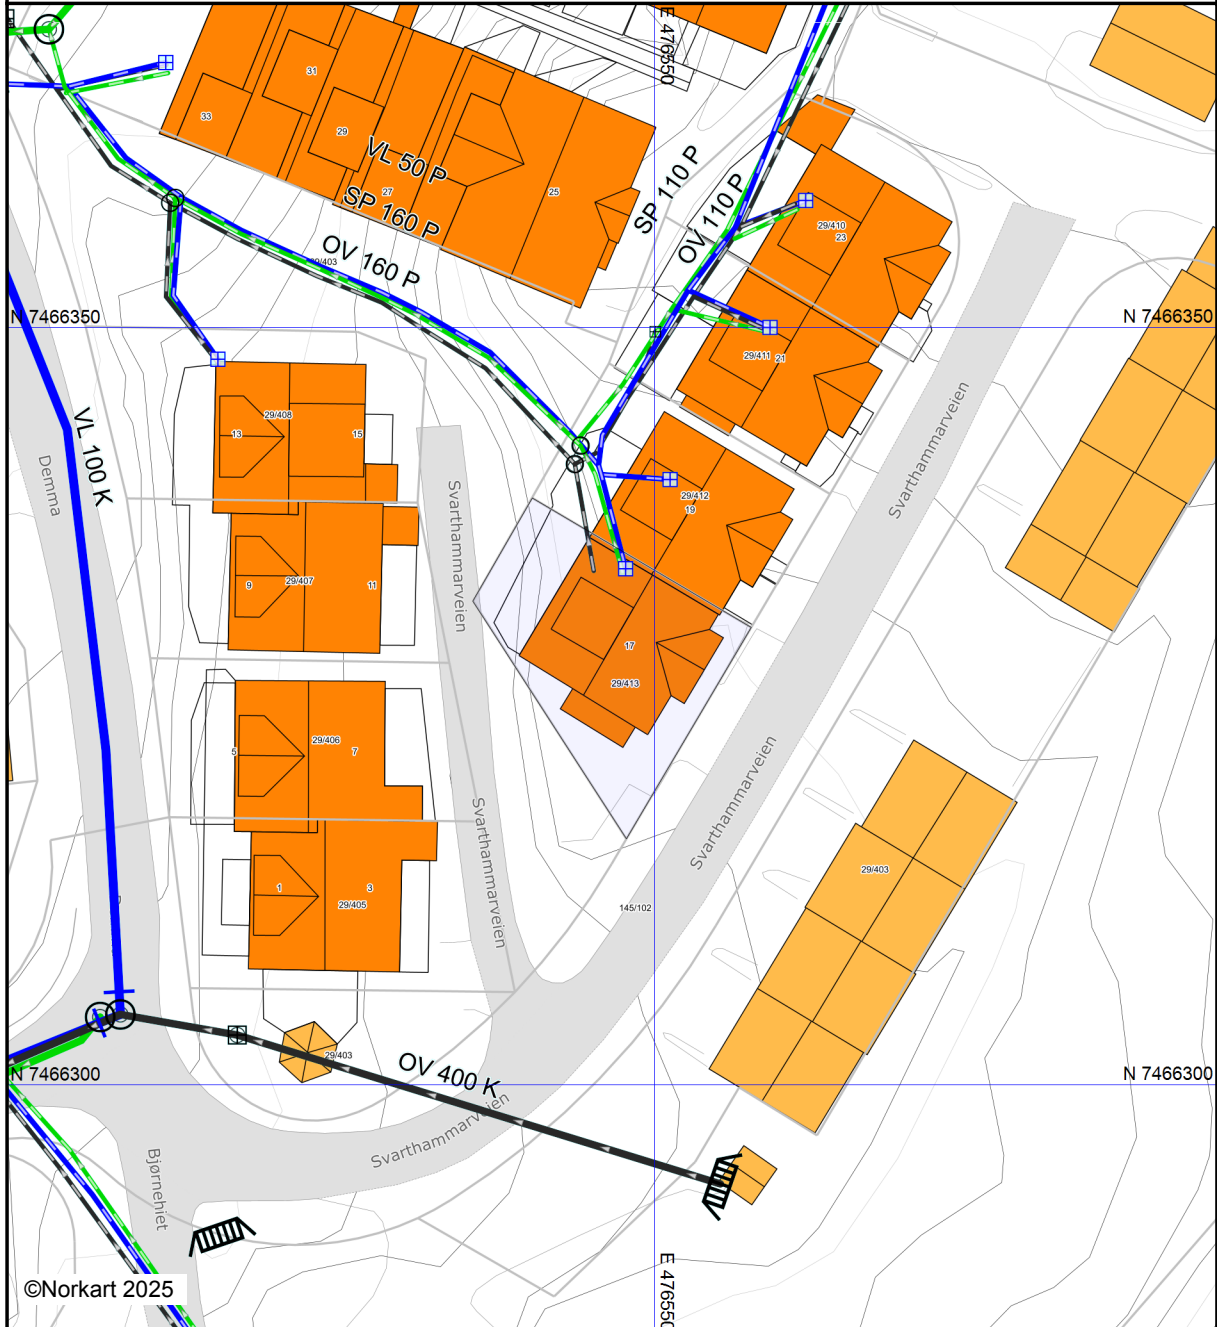 E 476550
31
33
29
VL 50 P
27
25
SP 160 P
SP 110 P
OV 110 P
29/410
23
OV 160 P
29/403
N 7466350
N 7466350
29/411
21
29/408
13
15
VL 100 K
Demma
Svarthammarveien
Svarthammarveien
29/412
19
29/407
9
11
17
29/413
29/406
5
7
Svarthammarveien
Svarthammarveien
29/403
1
3
29/405
145/102
29/403
OV 400 K
N 7466300
N 7466300
Svarthammarveien
Bjørnehiet
E 476550
©Norkart 2025